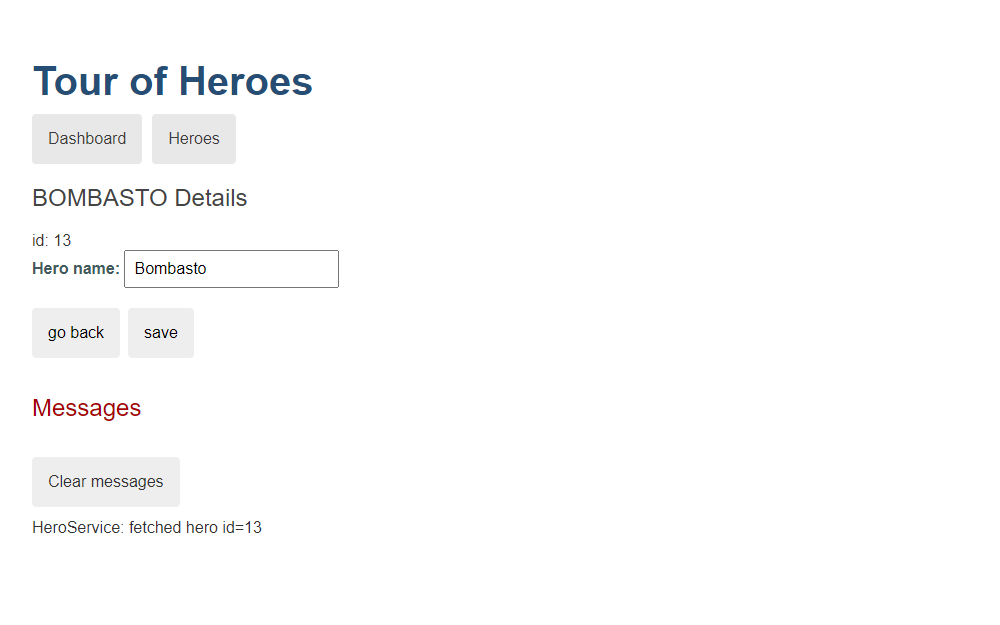 Tour of Heroes
Dashboard Heroes
BOMBASTO Details
id: 13
Hero name: Bombasto
go back save
Messages
Clear messages
HeroService: fetched hero id=13